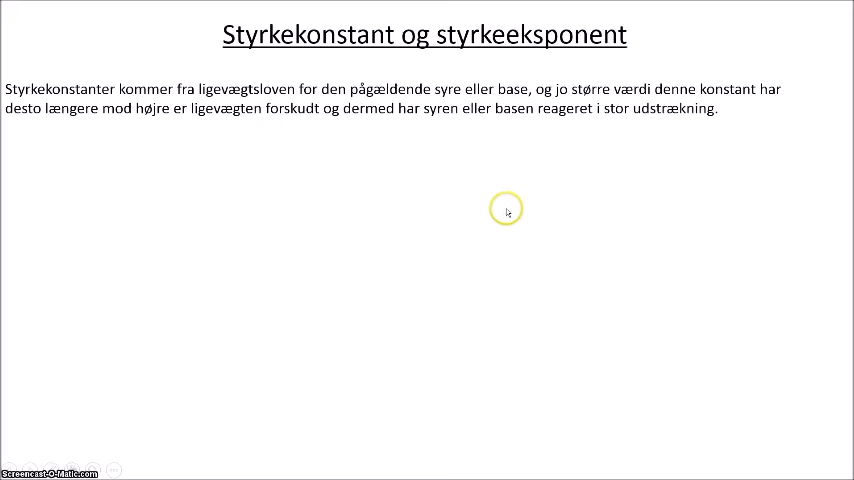 Styrkekonstant og styrkeeksponent
Styrkekonstanter kommer fra ligevægtsloven for den pågældende syre eller base, og jo større værdi denne konstant har
desto længere mod højre er ligevægten forskudt og dermed har syren eller basen reageret i stor udstrækning.
Screencast-O-Matic.com